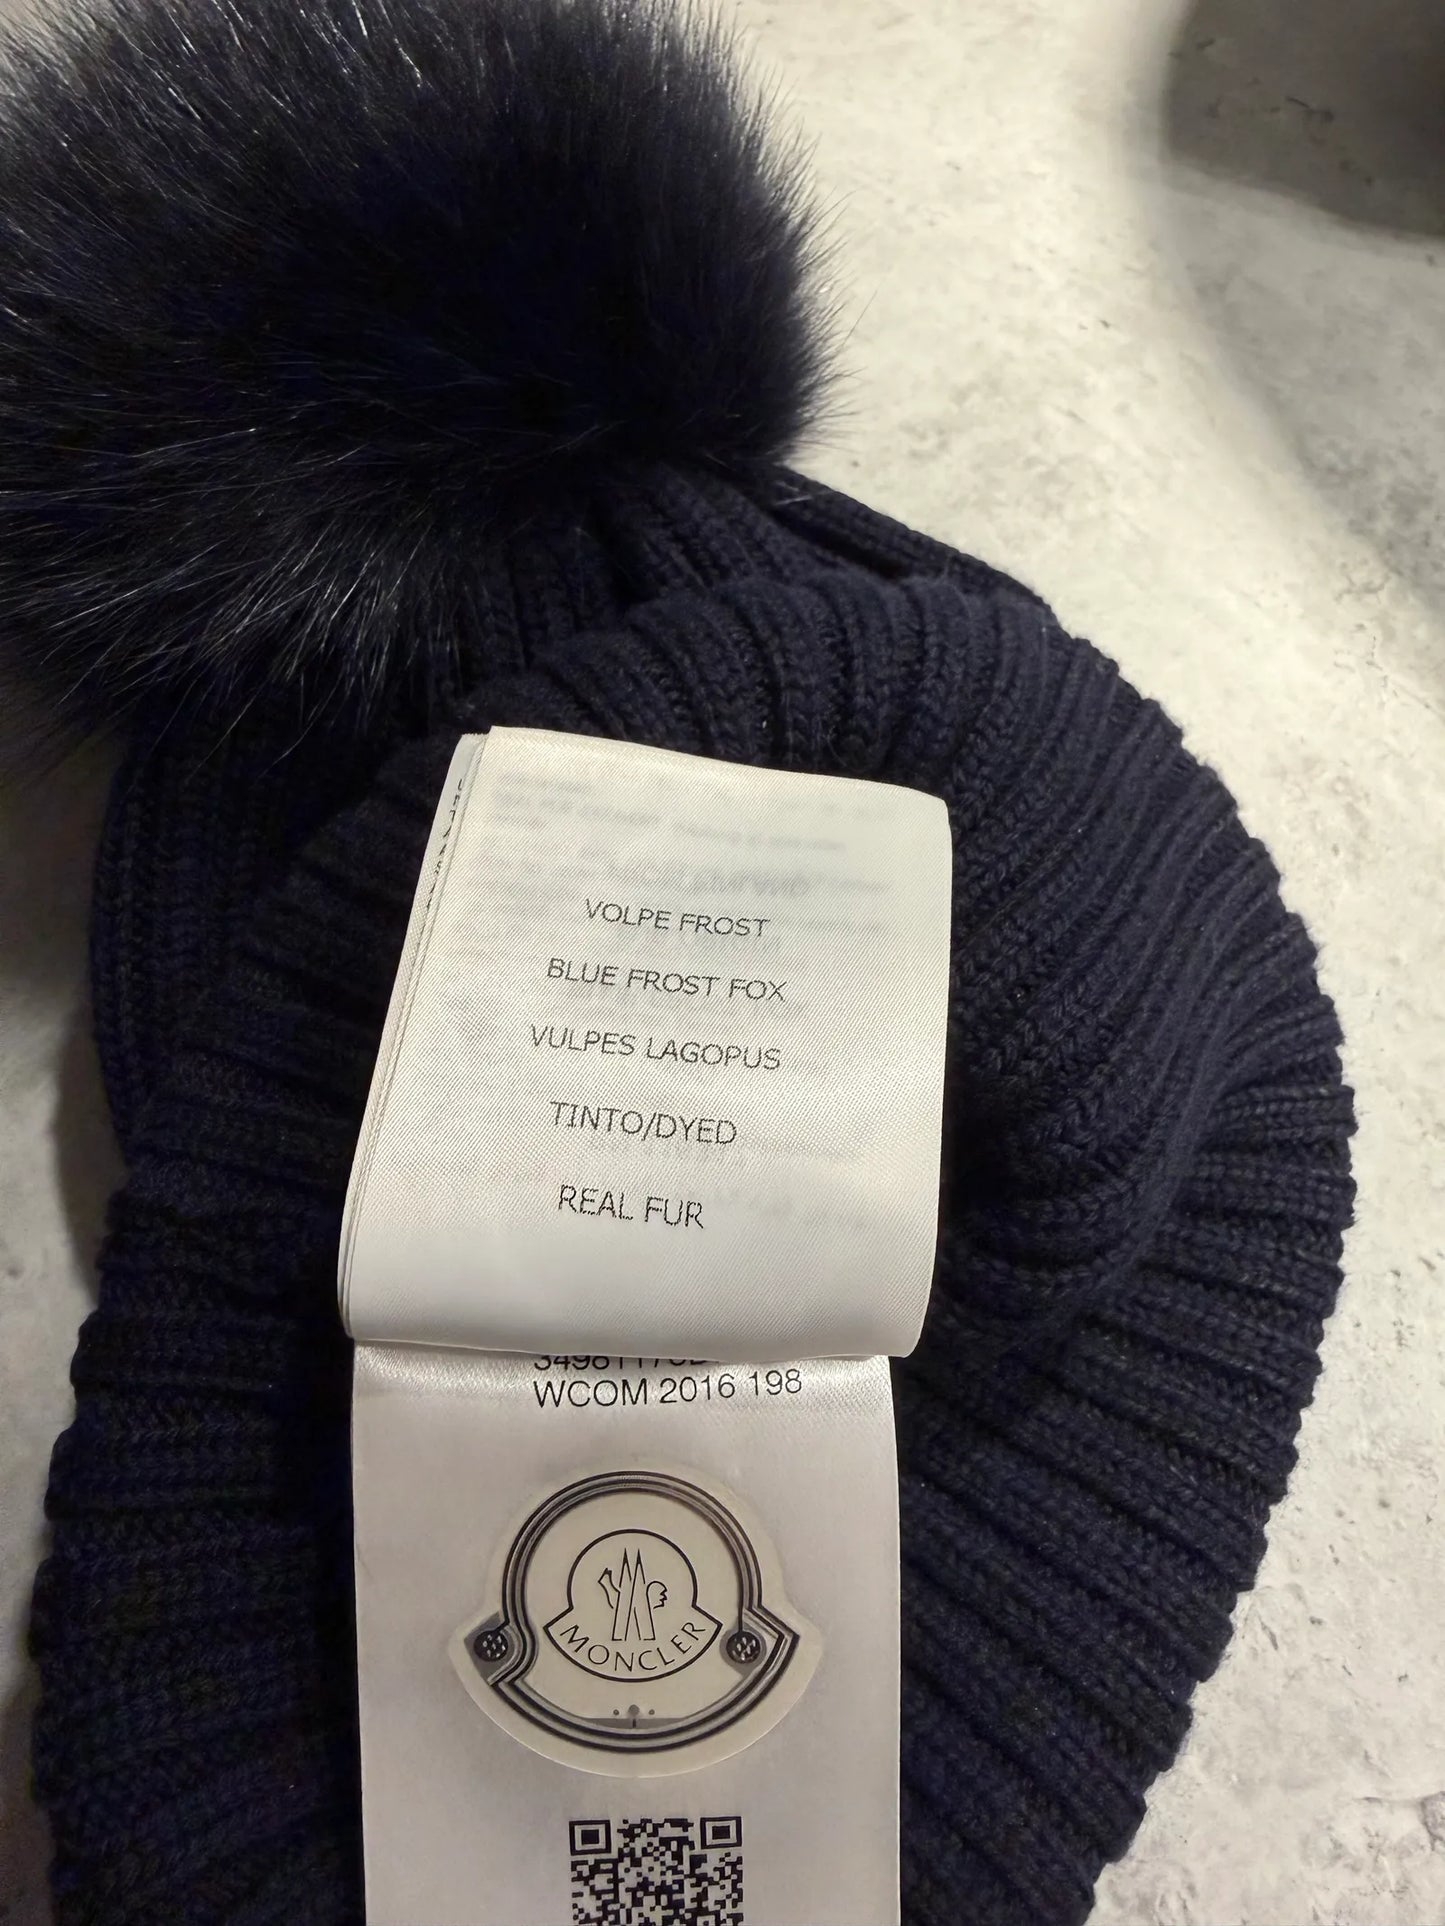 VOLPE FROST
BLUE FROST FOX
VULPES LAGOPUS
TINTO/DYED
REAL FUR
WCOM 2016 198
MONCLER